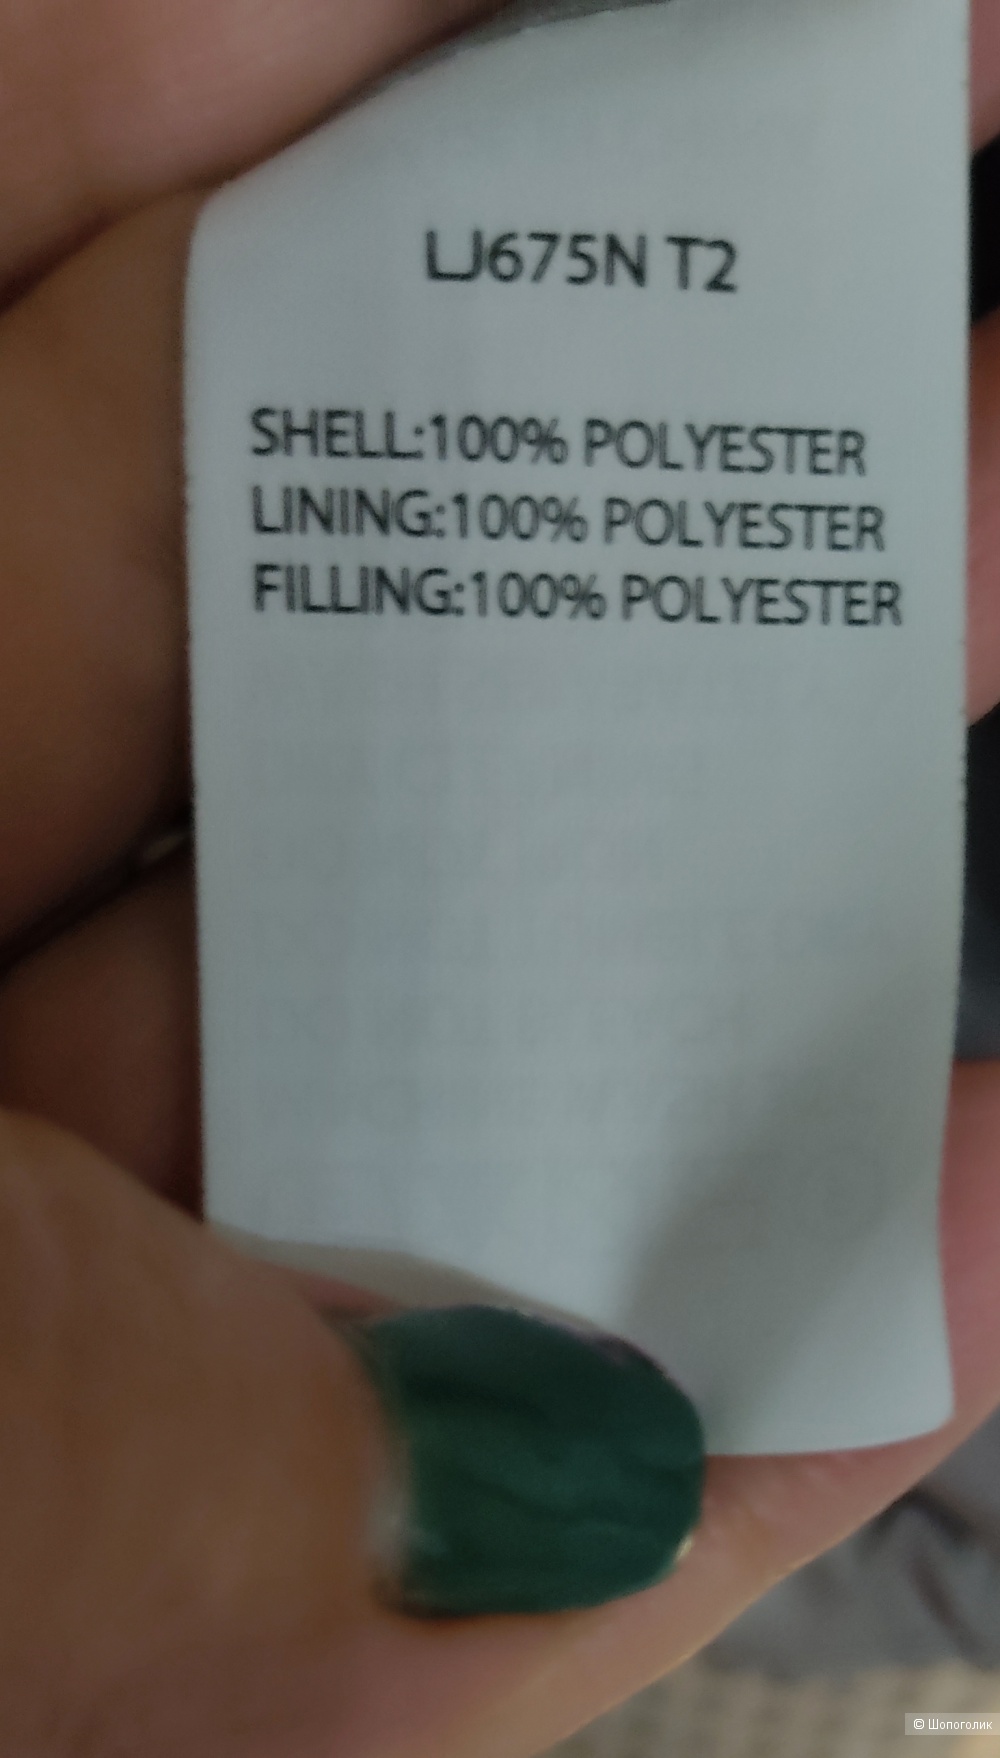 LJ675N T2
SHELL:100% POLYESTER
LINING:100% POLYESTER
FILLING:100% POLYESTER
© Шопоголик